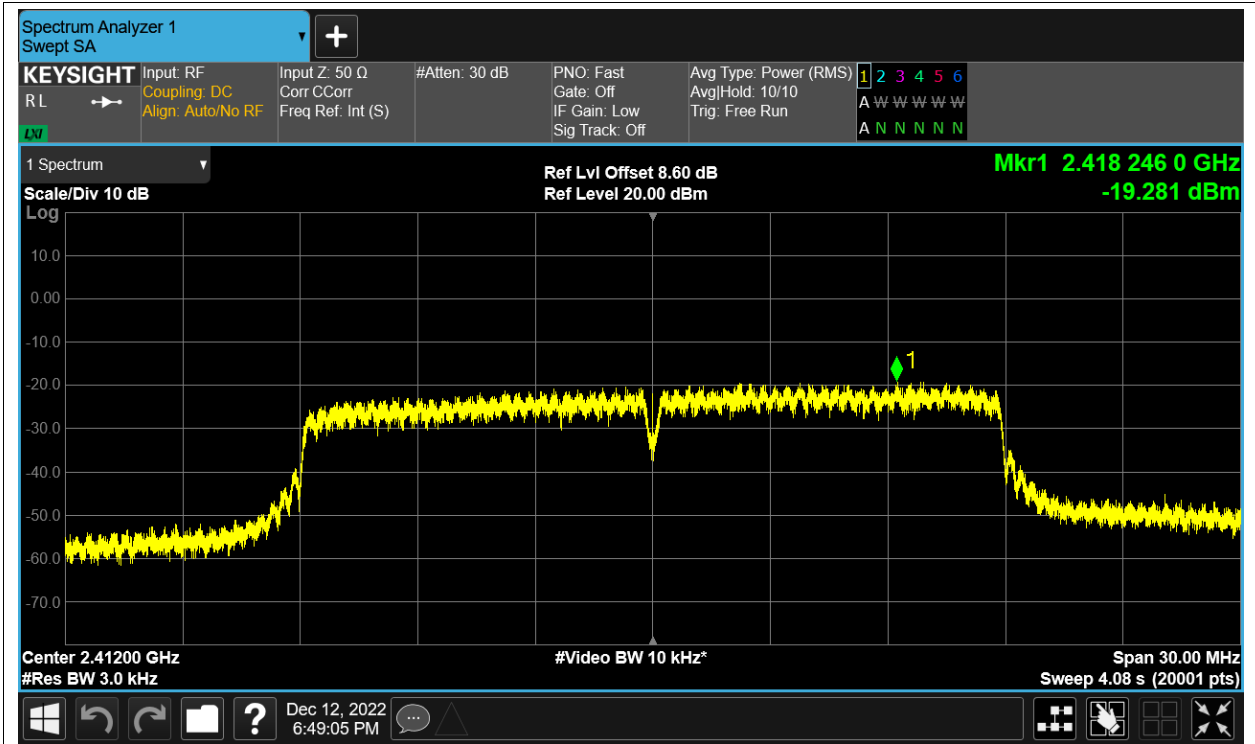 Spectrum Analyzer 1
Swept SA
KEYSIGHT
R L
LXI
Input: RF
Coupling: DC
Align: Auto/No RF
Input Z: 50 Ω
Corr CCorr
Freq Ref: Int (S)
#Atten: 30 dB
PNO: Fast
Gate: Off
IF Gain: Low
Sig Track: Off
Avg Type: Power (RMS)
Avg|Hold: 10/10
Trig: Free Run
1 2 3 4 5 6
A W W W W W
A N N N N N
1 Spectrum
Scale/Div 10 dB
Ref Lvl Offset 8.60 dB
Ref Level 20.00 dBm
Mkr1 2.418 246 0 GHz
-19.281 dBm
Log
10.0
0.00
-10.0
-20.0
-30.0
-40.0
-50.0
-60.0
-70.0
1
Center 2.41200 GHz
#Res BW 3.0 kHz
#Video BW 10 kHz*
Span 30.00 MHz
Sweep 4.08 s (20001 pts)
?
Dec 12, 2022
6:49:05 PM